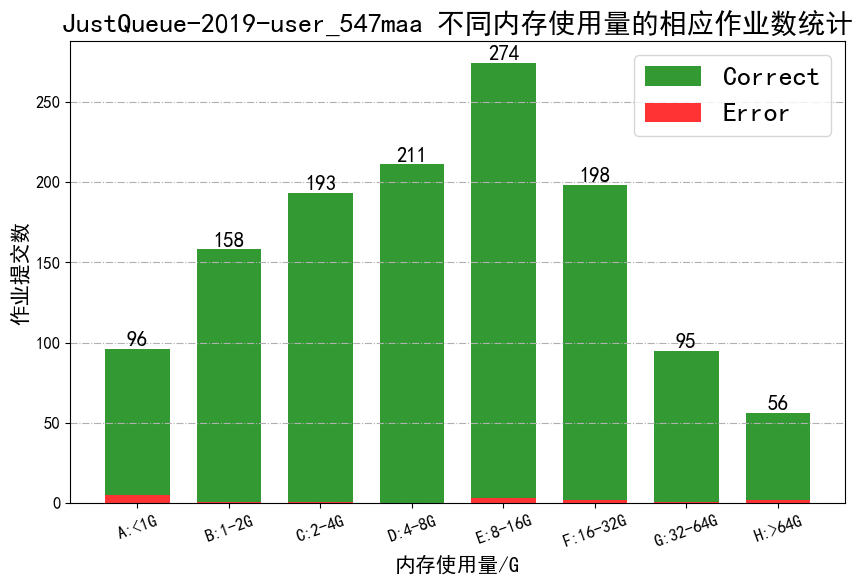 JustQueue-2019-user_547maa 不同内存使用量的相应作业数统计
Correct
Error
作业提交数
250
200
150
100
50
0
96
158
193
211
274
198
95
56
A:<1G
B:1-2G
C:2-4G
D:4-8G
E:8-16G
F:16-32G
G:32-64G
H:>64G
内存使用量/G